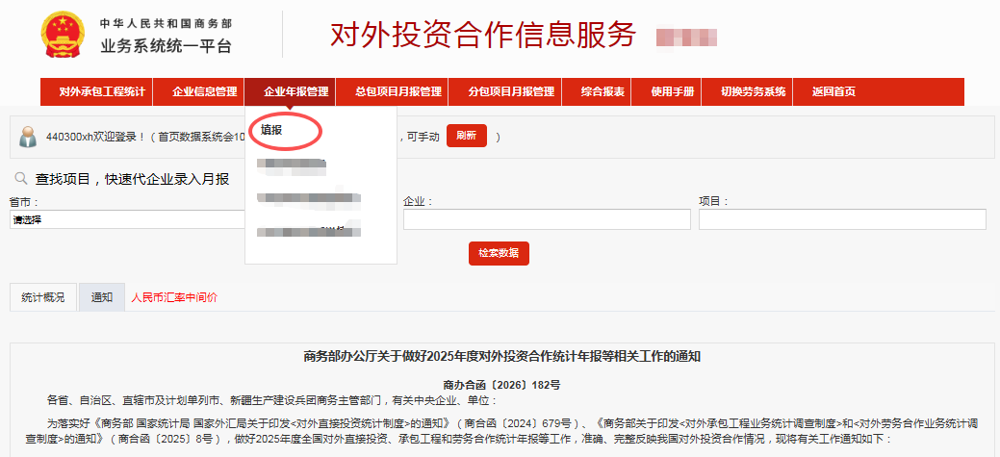 中华人民共和国商务部
业务系统统一平台
对外投资合作信息服务
对外承包工程统计 企业信息管理 企业年报管理 总包项目月报管理 分包项目月报管理 综合报表 使用手册 切换劳务系统 返回首页
填报
440300xh欢迎登录！（首页数据系统会10 ，可手动 刷新 ）
查找项目，快速代企业录入月报
省市： 企业： 项目：
请选择
检索数据
统计概况 通知 人民币汇率中间价
商务部办公厅关于做好2025年度对外投资合作统计年报等相关工作的通知
商办合函〔2026〕182号
各省、自治区、直辖市及计划单列市、新疆生产建设兵团商务主管部门，有关中央企业、单位：
为落实好《商务部 国家统计局 国家外汇局关于印发<对外直接投资统计制度>的通知》（商合函〔2024〕679号）、《商务部关于印发<对外承包工程业务统计调查制度>和<对外劳务合作业务统计调
查制度>的通知》（商合函〔2025〕8号），做好2025年度全国对外直接投资、承包工程和劳务合作统计年报等工作，准确、完整反映我国对外投资合作情况，现将有关工作通知如下：